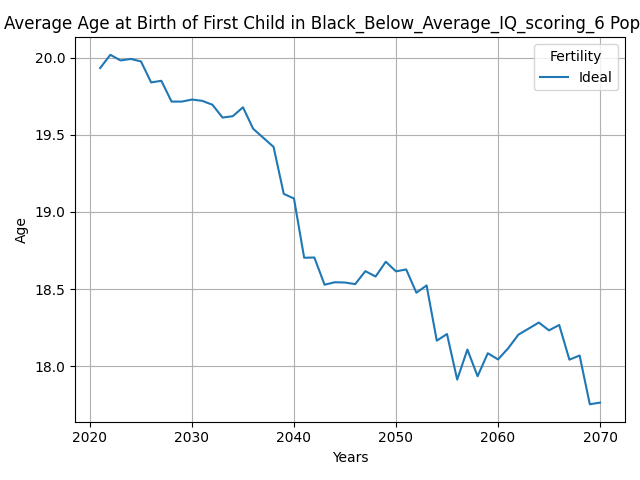 Average Age at Birth of First Child in Black_Below_Average_IQ_scoring_6 Pop
Fertility
Ideal
20.0
19.5
19.0
18.5
18.0
Age
2020 2030 2040 2050 2060 2070
Years